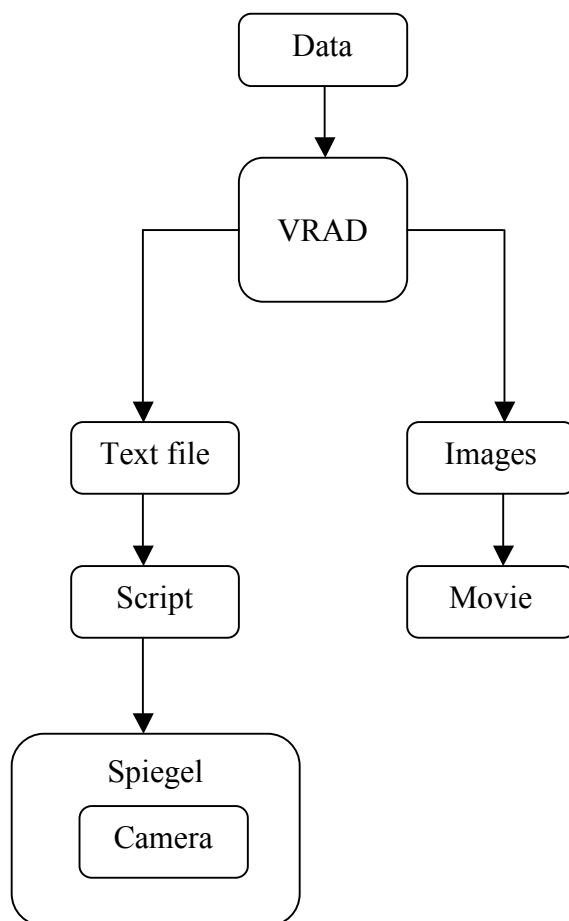 Data
VRAD
Text file
Images
Script
Movie
Spiegel
Camera